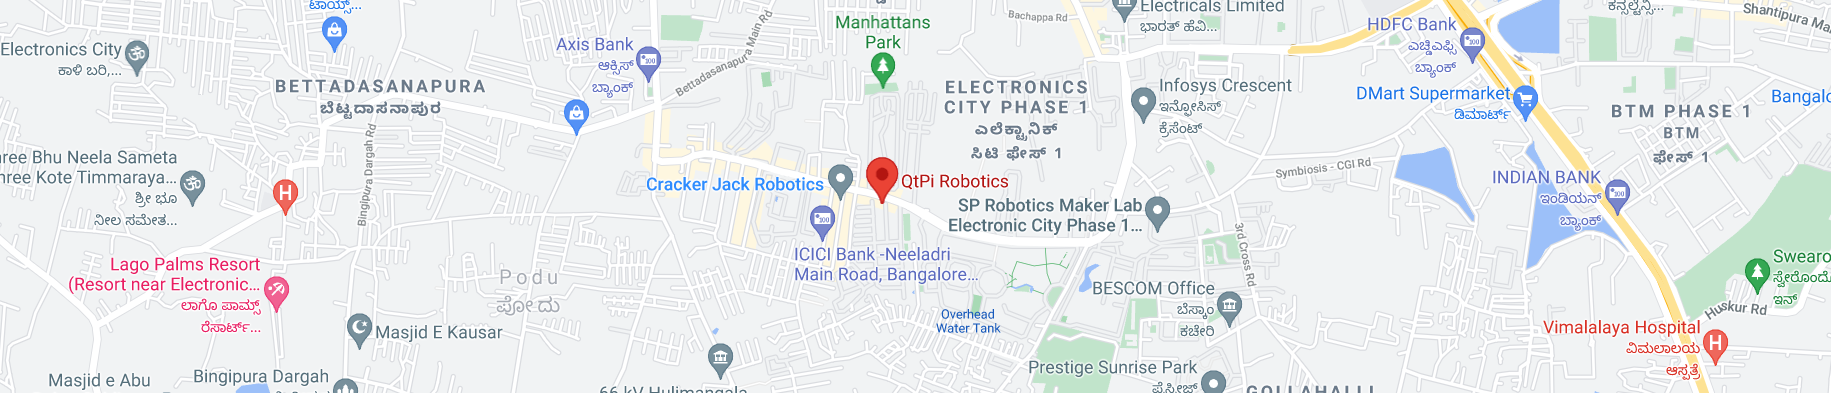 ಟಾಯ್ಸ್...
Electronics City
ಕಾಳಿ ಬರಿ,...
BETTADASANAPURA
ಬೆಟ್ಟದಾಸನಾಪುರ
Axis Bank
ಆಕ್ಸಿಸ್
ಬ್ಯಾಂಕ್
Bettadasanapura Main Rd
Manhattans
Park
Bachappa Rd
Electricals Limited
ಭಾರತ್ ಹೆವಿ...
ELECTRONICS
CITY PHASE 1
ಎಲೆಕ್ಟ್ರಾನಿಕ್
ಸಿಟಿ ಫೇಸ್ 1
Infosys Crescent
ಇನ್ಫೋಸಿಸ್
ಕ್ರೆಸೆಂಟ್
HDFC Bank
ಎಚ್ಡಿಎಫ್ಸಿ
ಬ್ಯಾಂಕ್
DMart Supermarket
ಡಿಮಾರ್ಟ್
ಕನ್ಸಲ್ಟೆನ್ಸಿ...
Shantipura Ma
BTM PHASE 1
BTM
ಫೇಸ್ 1
Bangalo
hree Bhu Neela Sameta
hree Kote Timmaraya...
ಶ್ರೀ ಭೂ
ನೀಲ ಸಮೇತ...
Bingipura Dargah Rd
Cracker Jack Robotics
QtPi Robotics
SP Robotics Maker Lab
Electronic City Phase 1...
Symbiosis - CGI Rd
INDIAN BANK
ಇಂಡಿಯನ್
ಬ್ಯಾಂಕ್
3rd Cross Rd
ICICI Bank -Neeladri
Main Road, Bangalore...
Lago Palms Resort
(Resort near Electronic...
ಲಾಗೊ ಪಾಮ್ಸ್
ರೆಸಾರ್ಟ್...
Podu
ಪೋದು
BESCOM Office
ಬೆಸ್ಕಾಂ
ಕಚೇರಿ
Swearo
ಸ್ವೇರೊಂದೆ
ಇನ್
Huskur Rd
Overhead
Water Tank
Masjid E Kausar
Vimalalaya Hospital
ವಿಮಲಾಲಯ
ಆಸ್ಪತ್ರೆ
Masjid e Abu
Bingipura Dargah
66 kV Hulimangala
Prestige Sunrise Park
ಪ್ರೆಸ್ಟೀಜ್
GOLLAHALLI